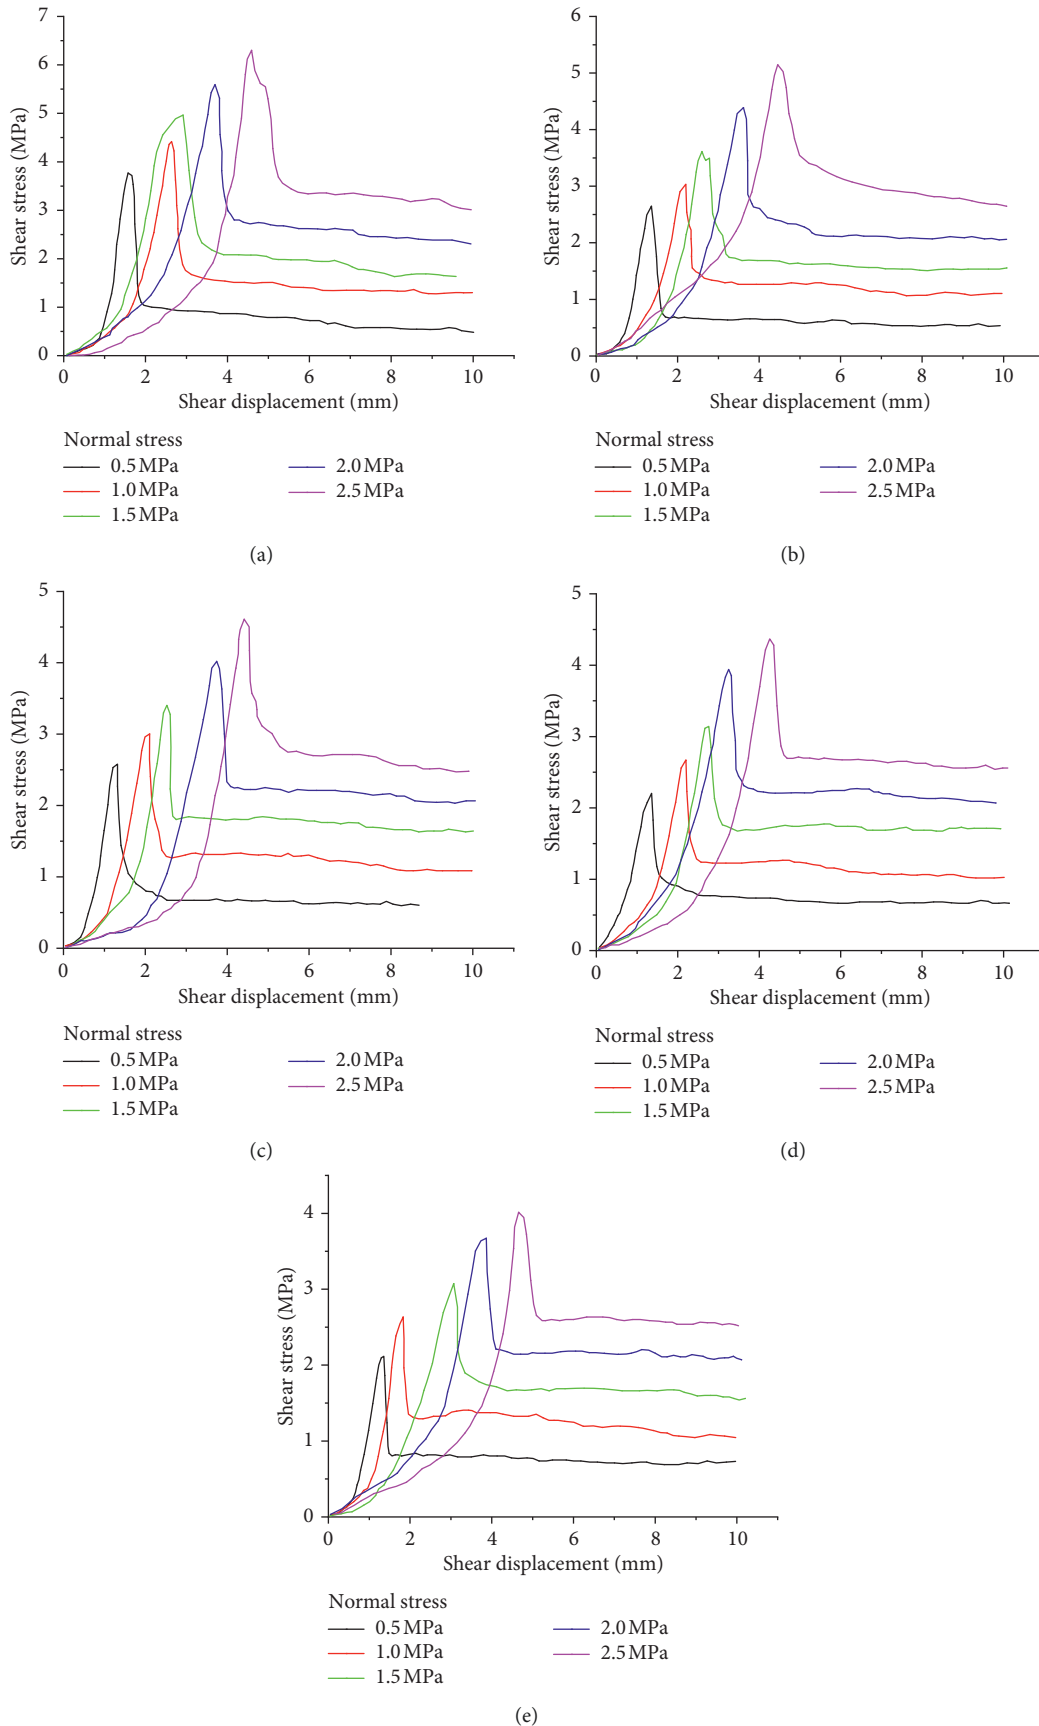 7
6
5
4
3
2
1
0
Shear stress (MPa)
0 2 4 6 8 10
Shear displacement (mm)
Normal stress
0.5 MPa 2.0 MPa
1.0 MPa 2.5 MPa
1.5 MPa
(a)
6
5
4
3
2
1
0
Shear stress (MPa)
0 2 4 6 8 10
Shear displacement (mm)
Normal stress
0.5 MPa 2.0 MPa
1.0 MPa 2.5 MPa
1.5 MPa
(b)
5
4
3
2
1
0
Shear stress (MPa)
0 2 4 6 8 10
Shear displacement (mm)
Normal stress
0.5 MPa 2.0 MPa
1.0 MPa 2.5 MPa
1.5 MPa
(c)
5
4
3
2
1
0
Shear stress (MPa)
0 2 4 6 8 10
Shear displacement (mm)
Normal stress
0.5 MPa 2.0 MPa
1.0 MPa 2.5 MPa
1.5 MPa
(d)
4
3
2
1
0
Shear stress (MPa)
0 2 4 6 8 10
Shear displacement (mm)
Normal stress
0.5 MPa 2.0 MPa
1.0 MPa 2.5 MPa
1.5 MPa
(e)